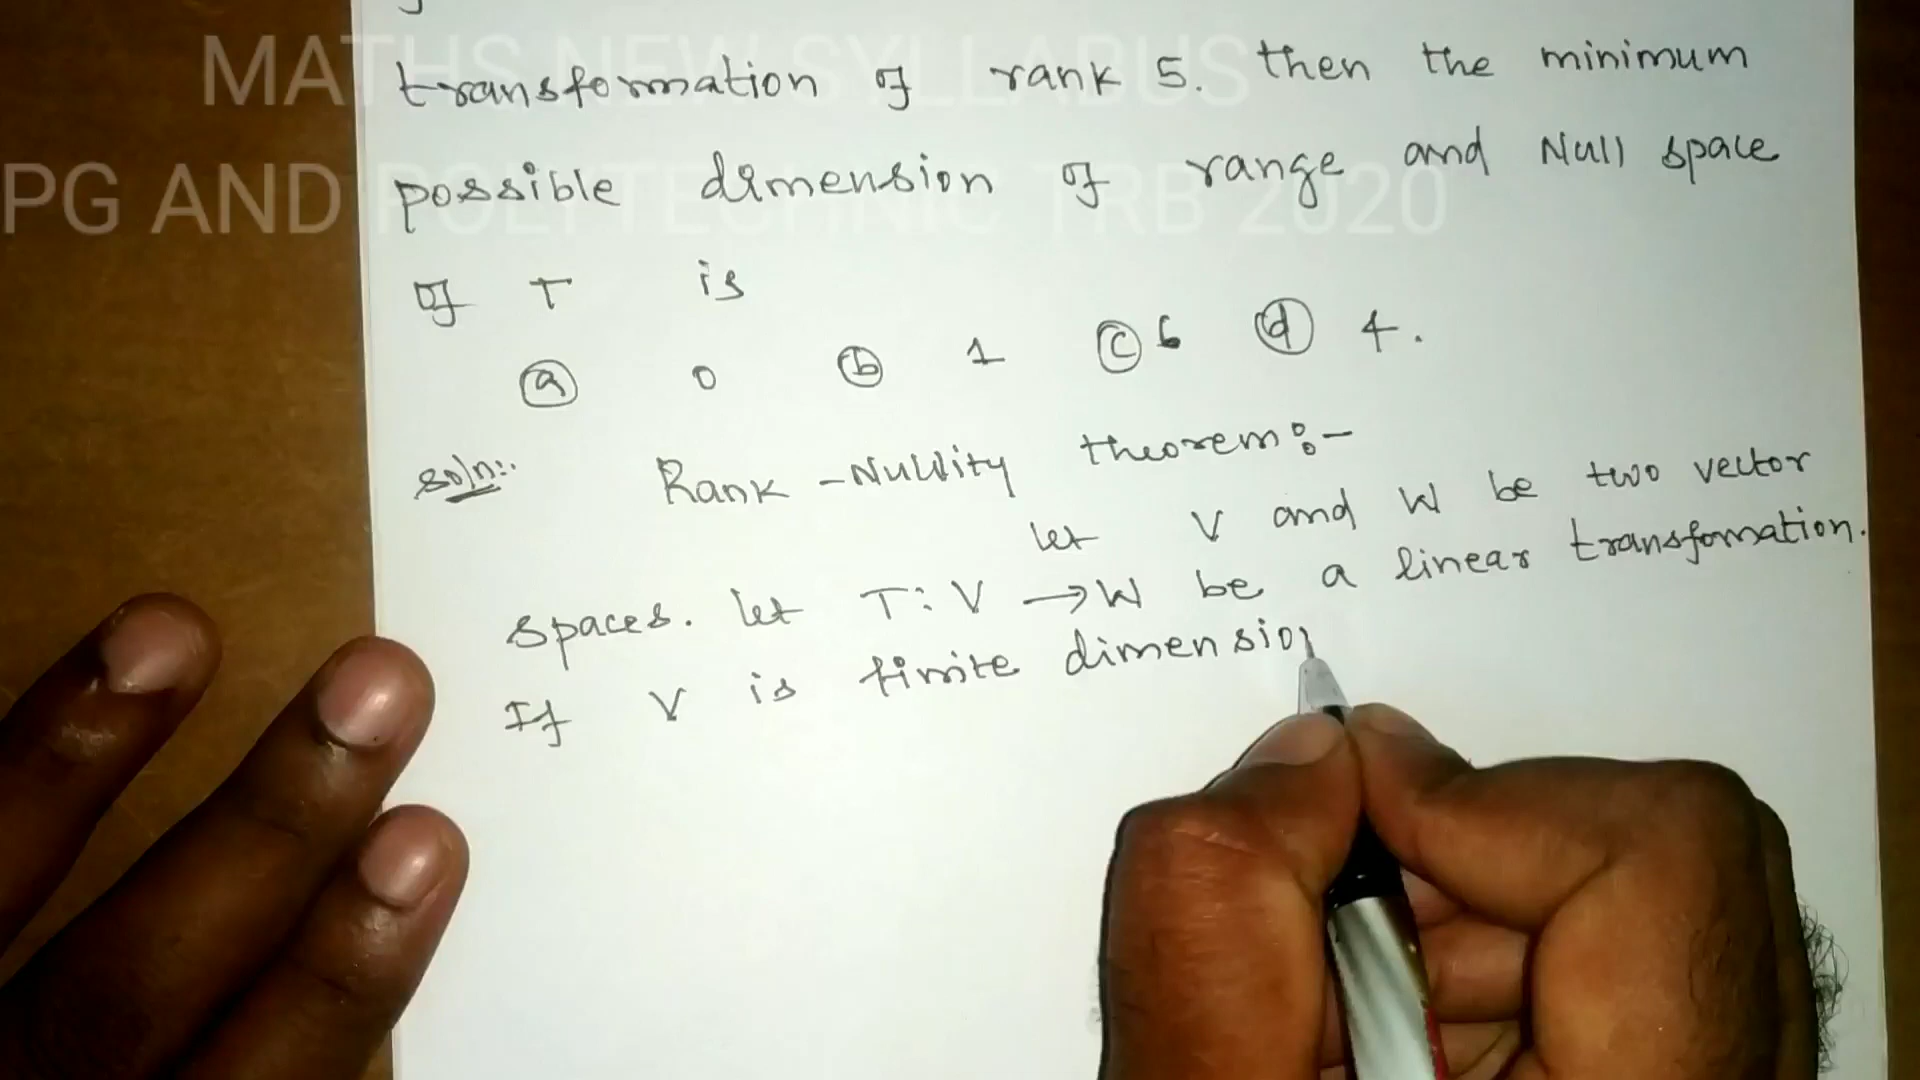 MATHS NEW SYLLABUS
PG AND POLYTECHNIC TRB 2020
transformation of rank 5. then the minimum
possible dimension of range and Null space
of T is
(a) 0 (b) 1 (c) 6 (d) 4.
soln:. Rank - Nullity theorem:-
let V and W be two vector
spaces. let T: V → W be a linear transfomation.
If V is finite dimension